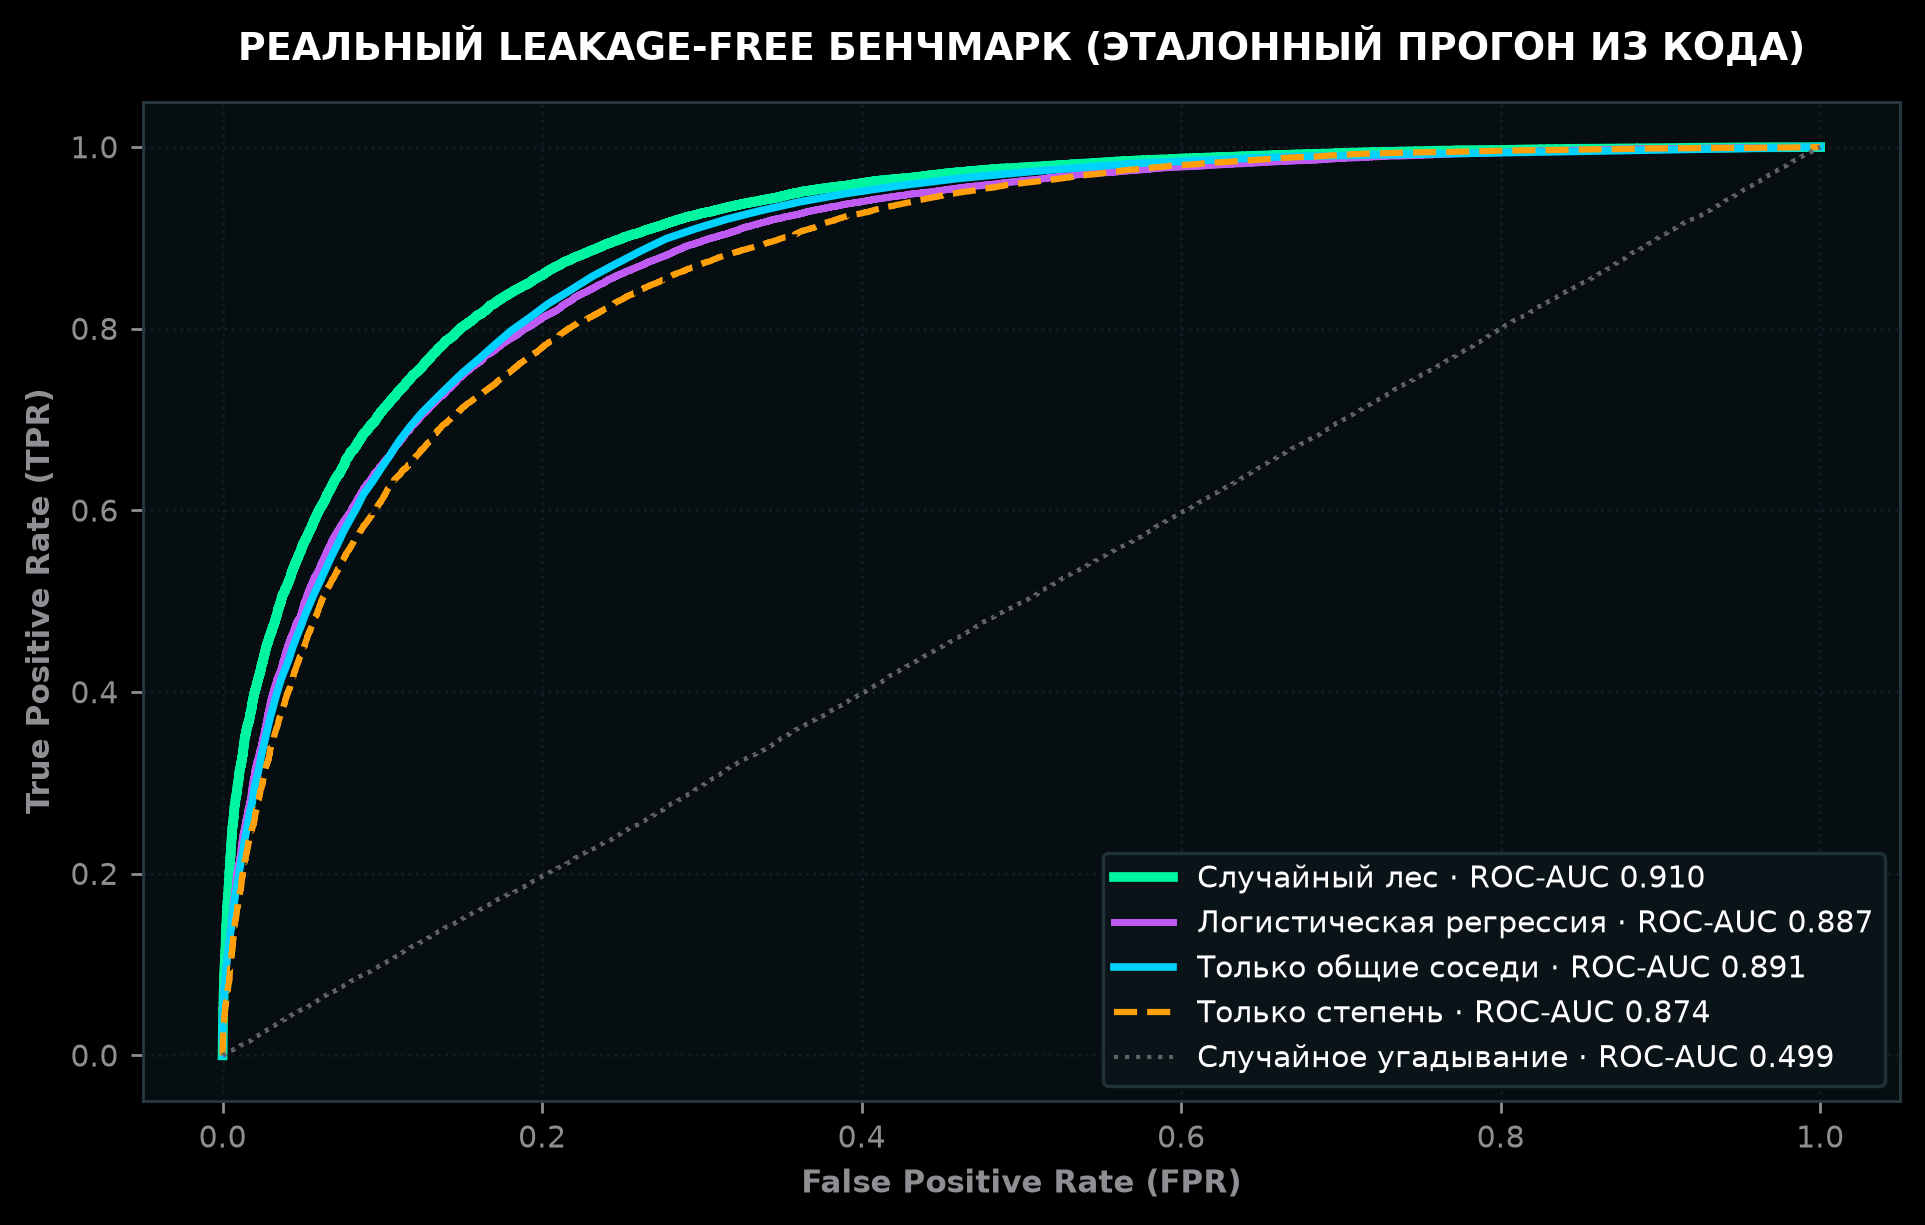 РЕАЛЬНЫЙ LEAKAGE-FREE БЕНЧМАРК (ЭТАЛОННЫЙ ПРОГОН ИЗ КОДА)
True Positive Rate (TPR)
1.0
0.8
0.6
0.4
0.2
0.0
Случайный лес · ROC-AUC 0.910
Логистическая регрессия · ROC-AUC 0.887
Только общие соседи · ROC-AUC 0.891
Только степень · ROC-AUC 0.874
Случайное угадывание · ROC-AUC 0.499
0.0 0.2 0.4 0.6 0.8 1.0
False Positive Rate (FPR)